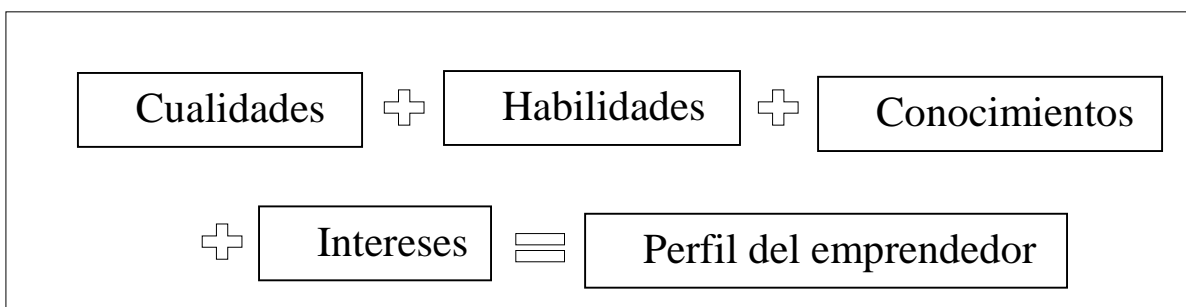 Cualidades + Habilidades + Conocimientos
+ Intereses = Perfil del emprendedor